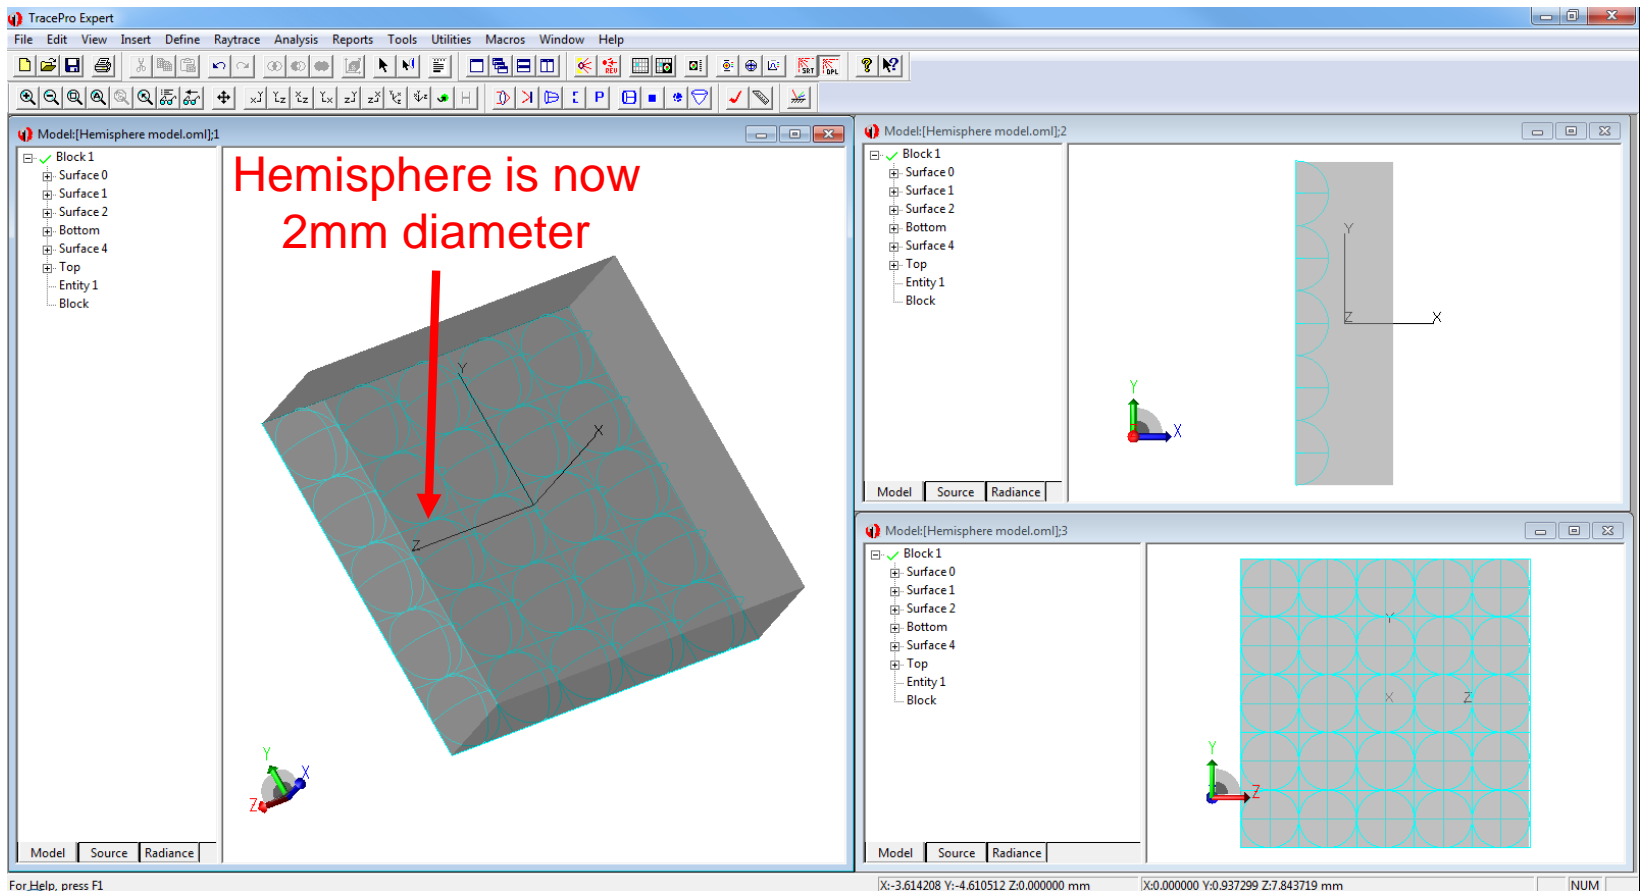 TracePro Expert
File Edit View Insert Define Raytrace Analysis Reports Tools Utilities Macros Window Help
Model:[Hemisphere model.oml];1
Block 1
Surface 0
Surface 1
Surface 2
Bottom
Surface 4
Top
Entity 1
Block
Hemisphere is now
2mm diameter
Y
X
Z
Y
X
Z
Model Source Radiance
Model:[Hemisphere model.oml];2
Block 1
Surface 0
Surface 1
Surface 2
Bottom
Surface 4
Top
Entity 1
Block
Y
Z X
Y
X
Model Source Radiance
Model:[Hemisphere model.oml];3
Block 1
Surface 0
Surface 1
Surface 2
Bottom
Surface 4
Top
Entity 1
Block
Y
X Z
Y
Z
Model Source Radiance
For Help, press F1
X:-3.614208 Y:-4.610512 Z:0.000000 mm
X:0.000000 Y:0.937299 Z:7.843719 mm
NUM